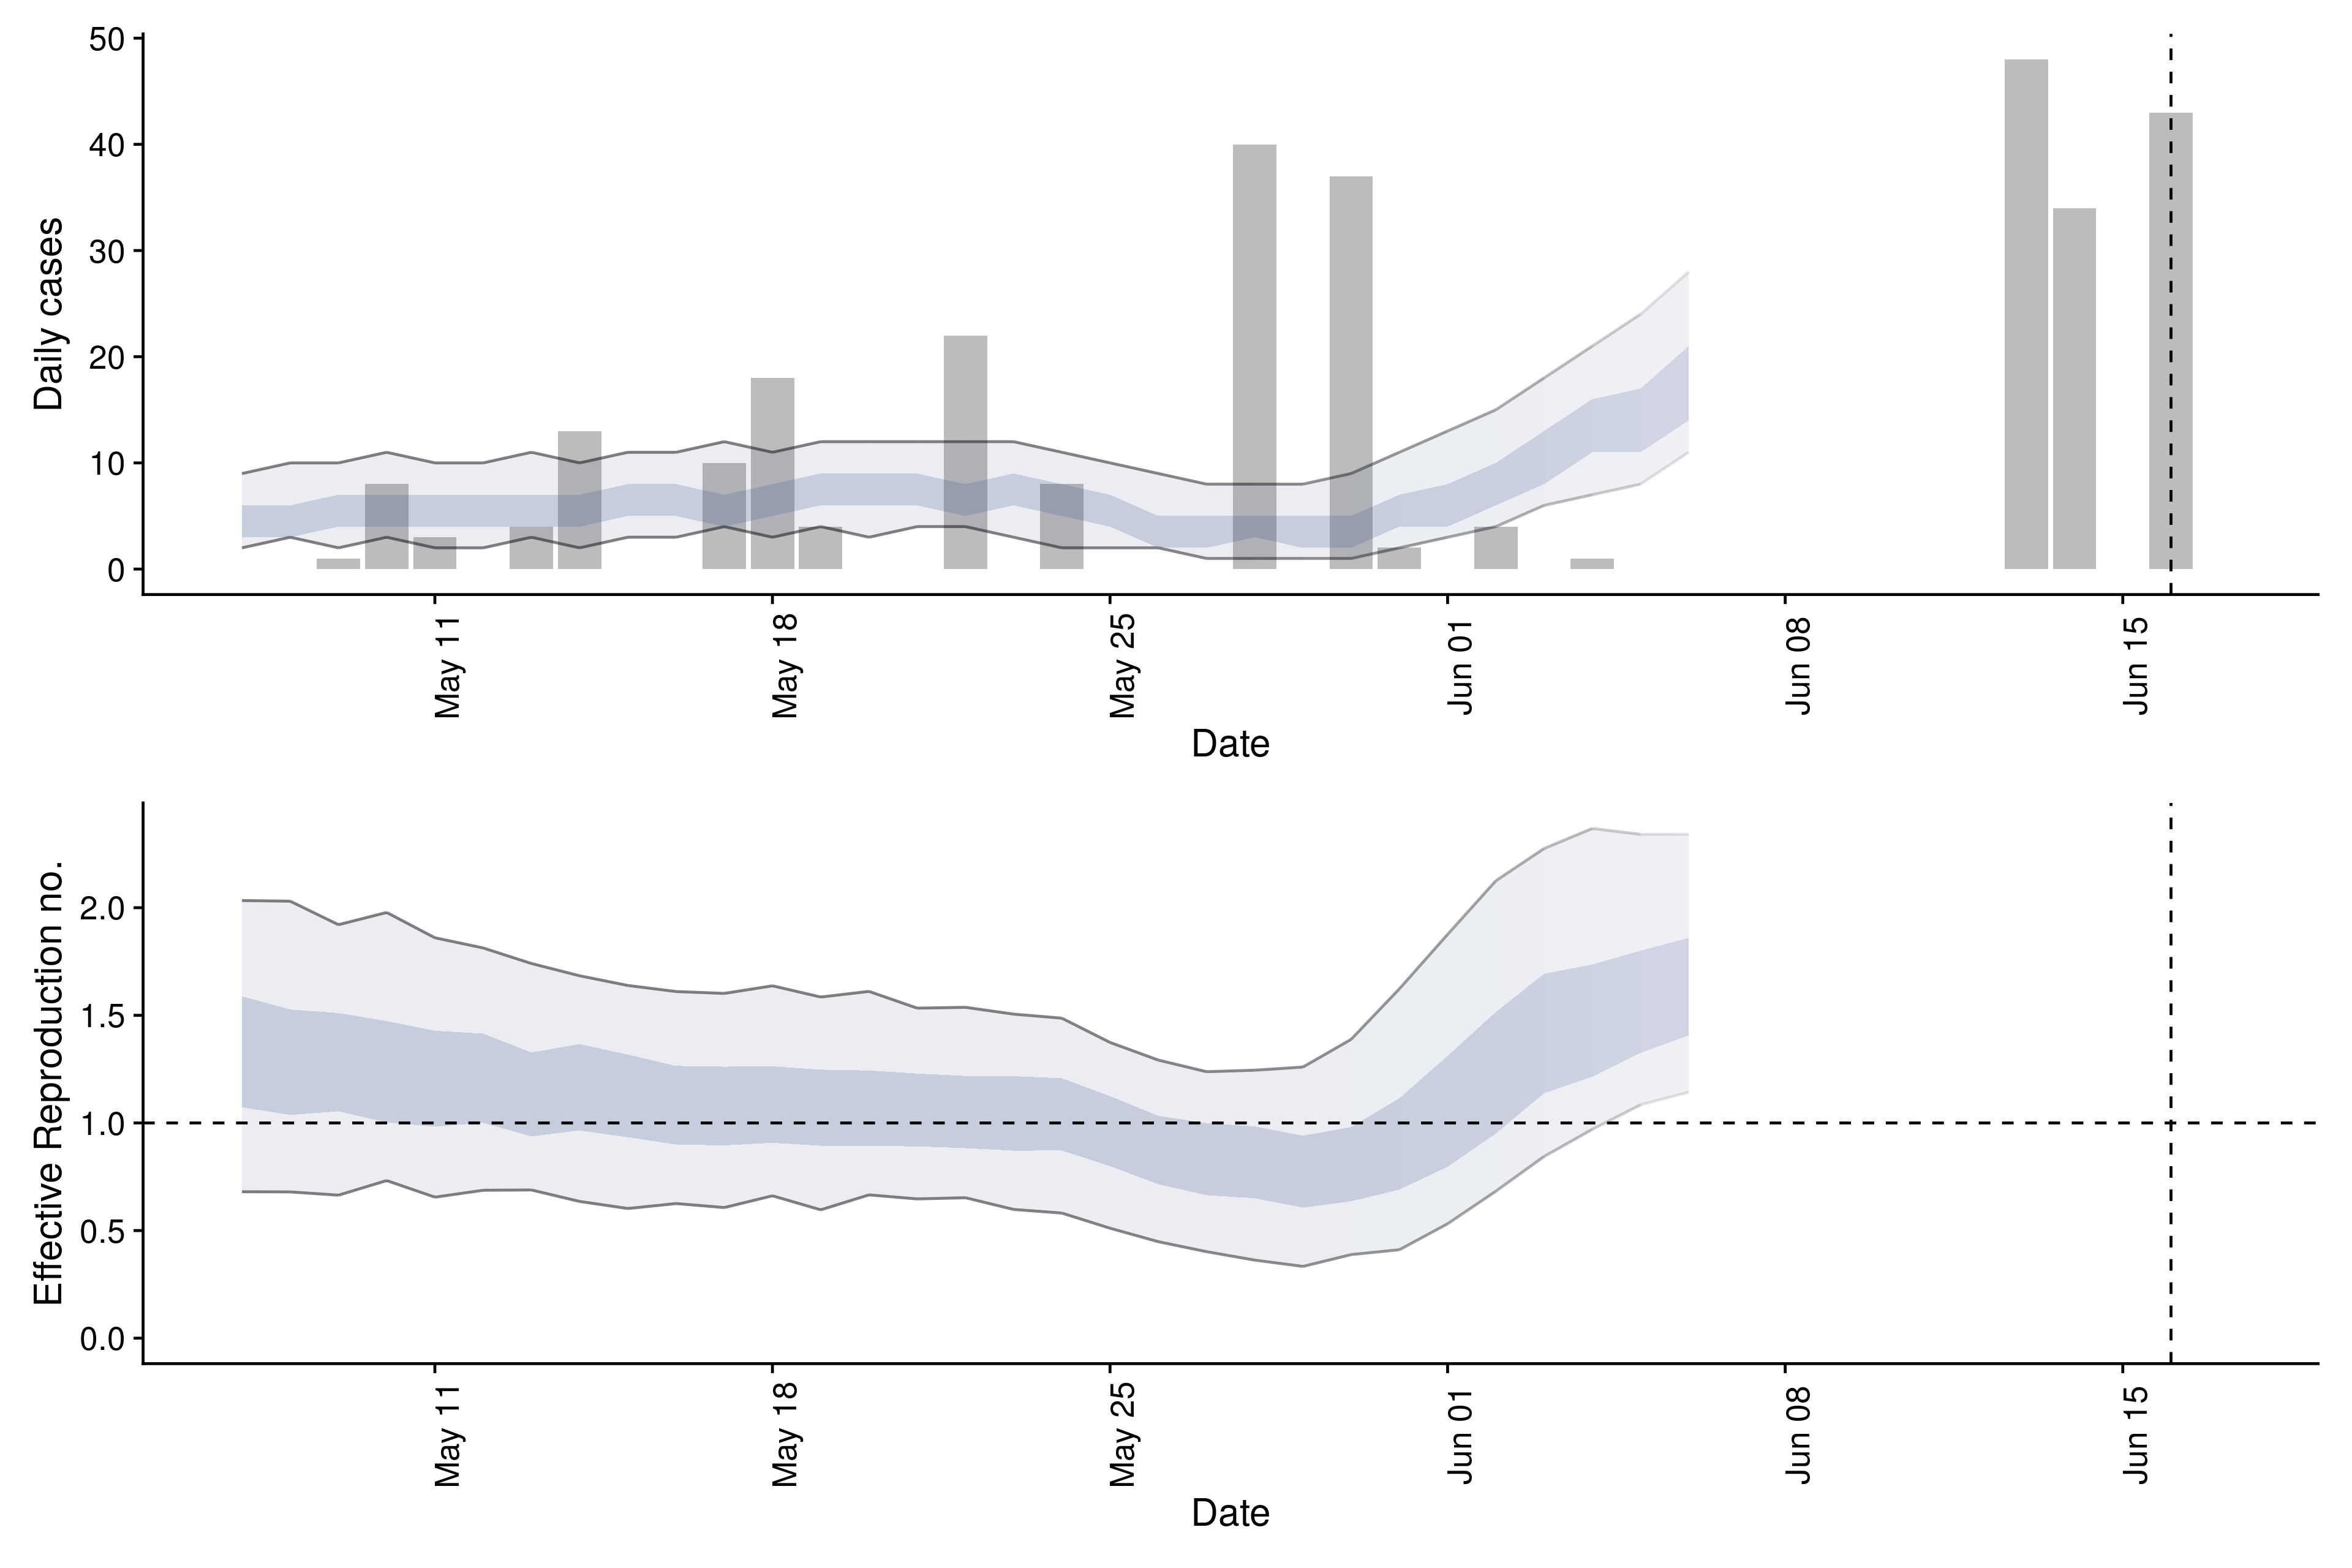 50
40
30
20
10
0
Daily cases
May 11
May 18
May 25
Jun 01
Jun 08
Jun 15
Date
2.0
1.5
1.0
0.5
0.0
Effective Reproduction no.
May 11
May 18
May 25
Jun 01
Jun 08
Jun 15
Date